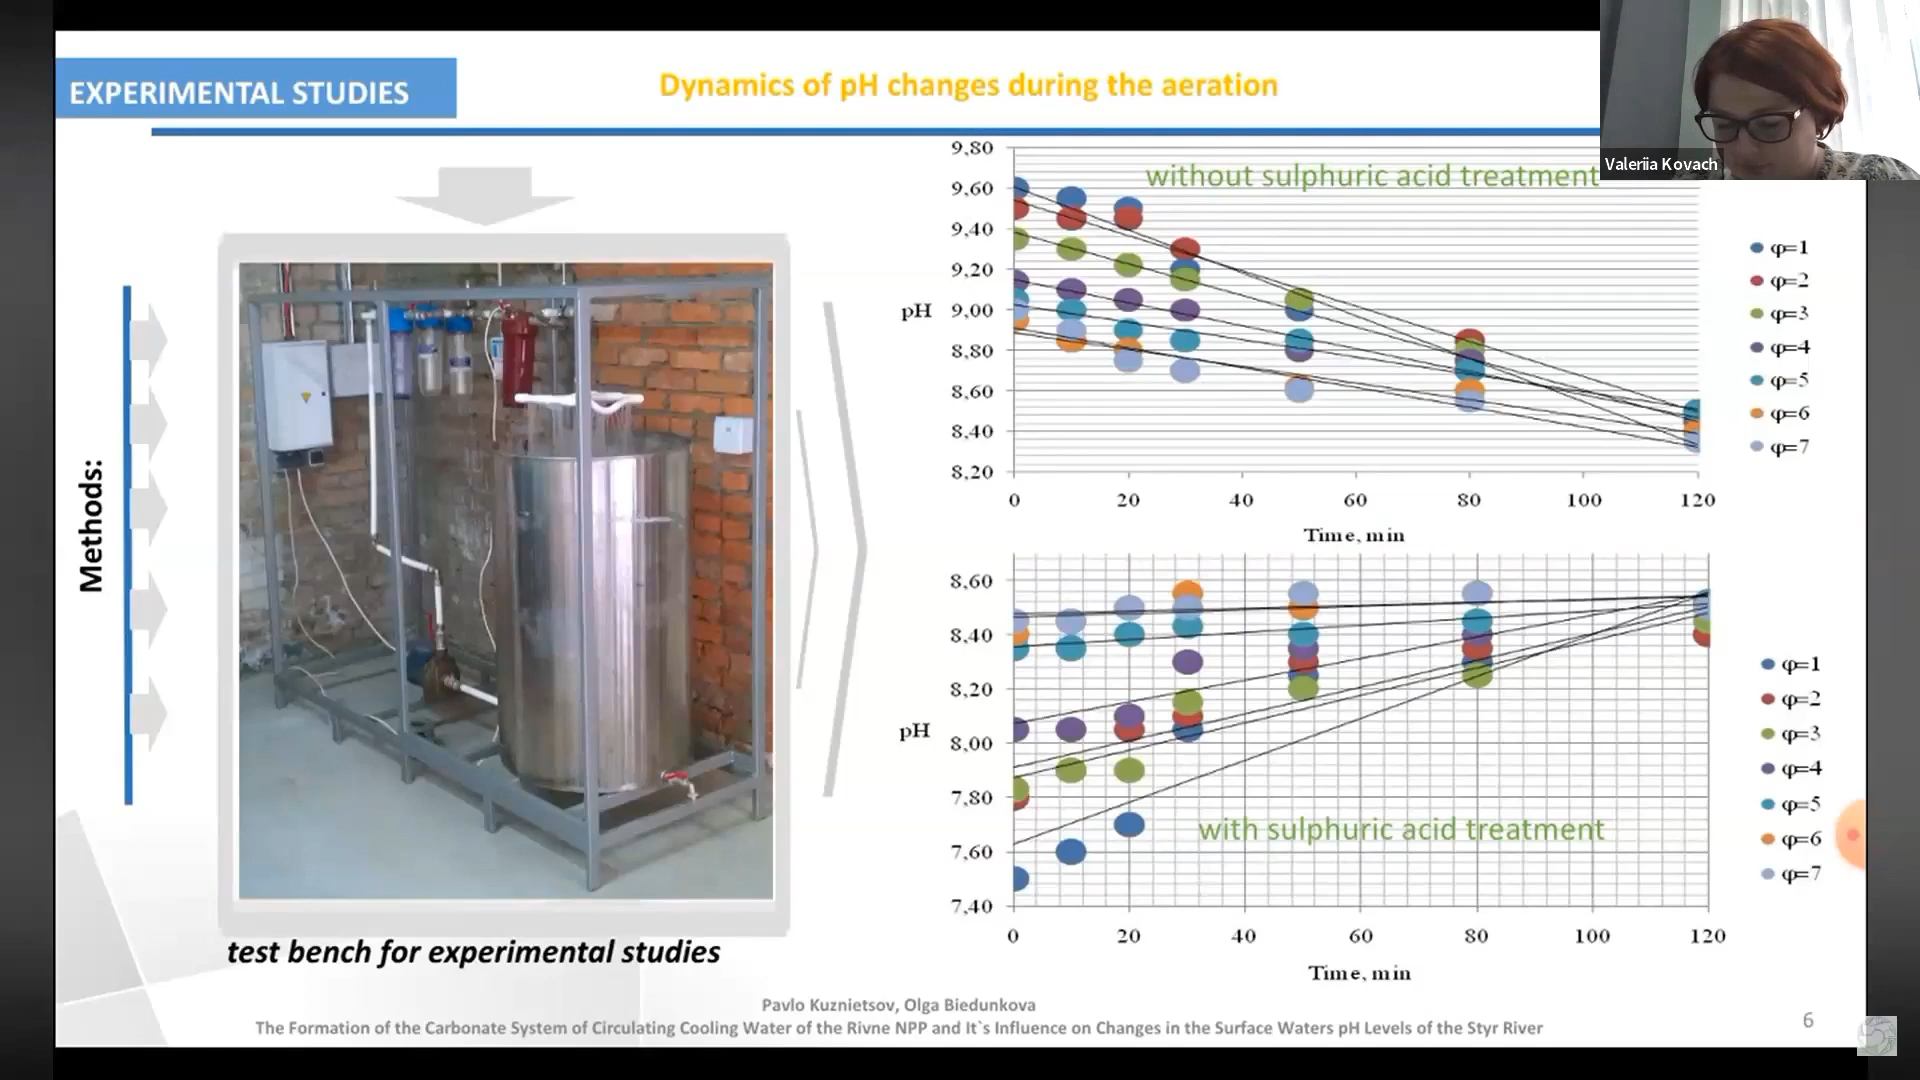 EXPERIMENTAL STUDIES
Dynamics of pH changes during the aeration
Valeriia Kovach
Methods:
test bench for experimental studies
without sulphuric acid treatment
9,80
9,60
9,40
9,20
9,00
8,80
8,60
8,40
8,20
pH
0 20 40 60 80 100 120
Time, min
φ=1
φ=2
φ=3
φ=4
φ=5
φ=6
φ=7
8,60
8,40
8,20
8,00
7,80
7,60
7,40
pH
with sulphuric acid treatment
0 20 40 60 80 100 120
Time, min
φ=1
φ=2
φ=3
φ=4
φ=5
φ=6
φ=7
Pavlo Kuznietsov, Olga Biedunkova
The Formation of the Carbonate System of Circulating Cooling Water of the Rivne NPP and It`s Influence on Changes in the Surface Waters pH Levels of the Styr River
6